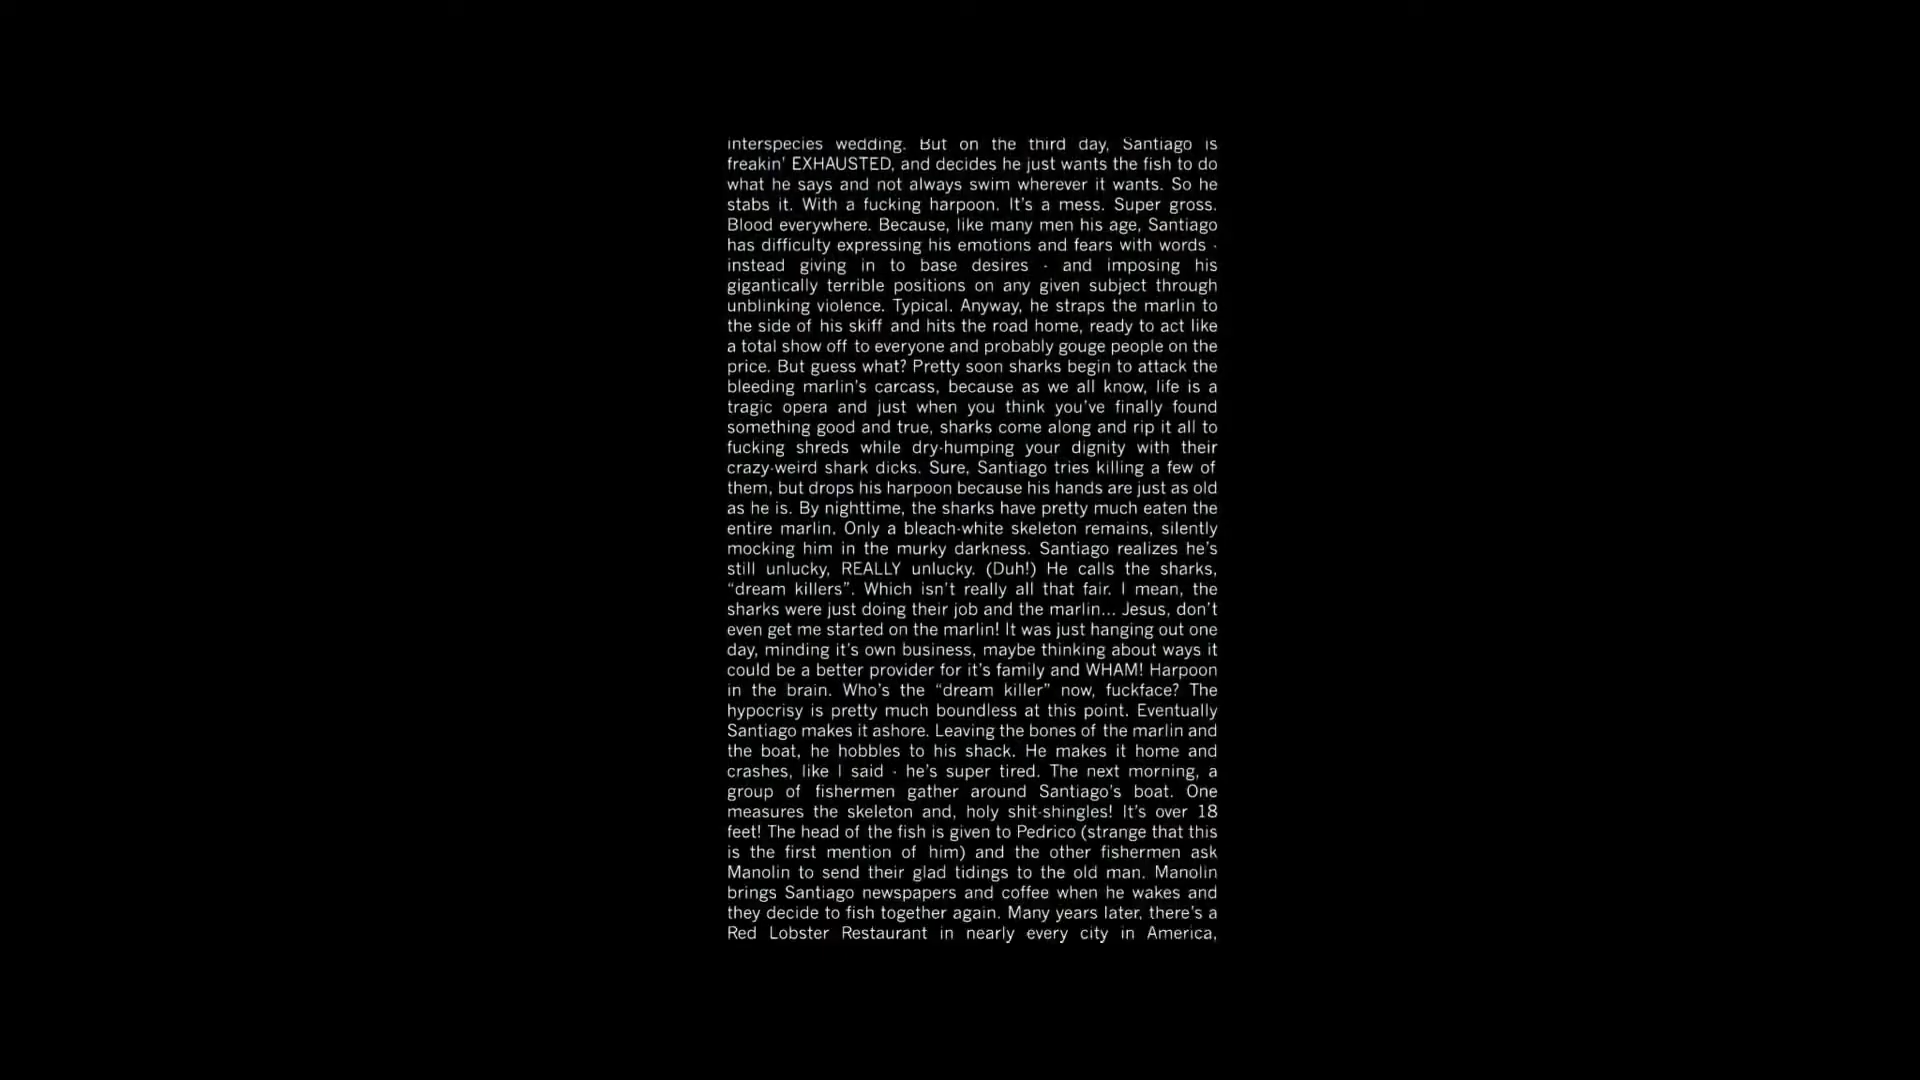 interspecies wedding. But on the third day, Santiago is
freakin' EXHAUSTED, and decides he just wants the fish to do
what he says and not always swim wherever it wants. So he
stabs it. With a fucking harpoon. It's a mess. Super gross.
Blood everywhere. Because, like many men his age, Santiago
has difficulty expressing his emotions and fears with words -
instead giving in to base desires - and imposing his
gigantically terrible positions on any given subject through
unblinking violence. Typical. Anyway, he straps the marlin to
the side of his skiff and hits the road home, ready to act like
a total show off to everyone and probably gouge people on the
price. But guess what? Pretty soon sharks begin to attack the
bleeding marlin's carcass, because as we all know, life is a
tragic opera and just when you think you've finally found
something good and true, sharks come along and rip it all to
fucking shreds while dry-humping your dignity with their
crazy-weird shark dicks. Sure, Santiago tries killing a few of
them, but drops his harpoon because his hands are just as old
as he is. By nighttime, the sharks have pretty much eaten the
entire marlin. Only a bleach-white skeleton remains, silently
mocking him in the murky darkness. Santiago realizes he's
still unlucky, REALLY unlucky. (Duh!) He calls the sharks,
“dream killers”. Which isn't really all that fair. I mean, the
sharks were just doing their job and the marlin... Jesus, don't
even get me started on the marlin! It was just hanging out one
day, minding it's own business, maybe thinking about ways it
could be a better provider for it's family and WHAM! Harpoon
in the brain. Who's the “dream killer” now, fuckface? The
hypocrisy is pretty much boundless at this point. Eventually
Santiago makes it ashore. Leaving the bones of the marlin and
the boat, he hobbles to his shack. He makes it home and
crashes, like I said - he's super tired. The next morning, a
group of fishermen gather around Santiago's boat. One
measures the skeleton and, holy shit-shingles! It's over 18
feet! The head of the fish is given to Pedrico (strange that this
is the first mention of him) and the other fishermen ask
Manolin to send their glad tidings to the old man. Manolin
brings Santiago newspapers and coffee when he wakes and
they decide to fish together again. Many years later, there's a
Red Lobster Restaurant in nearly every city in America,